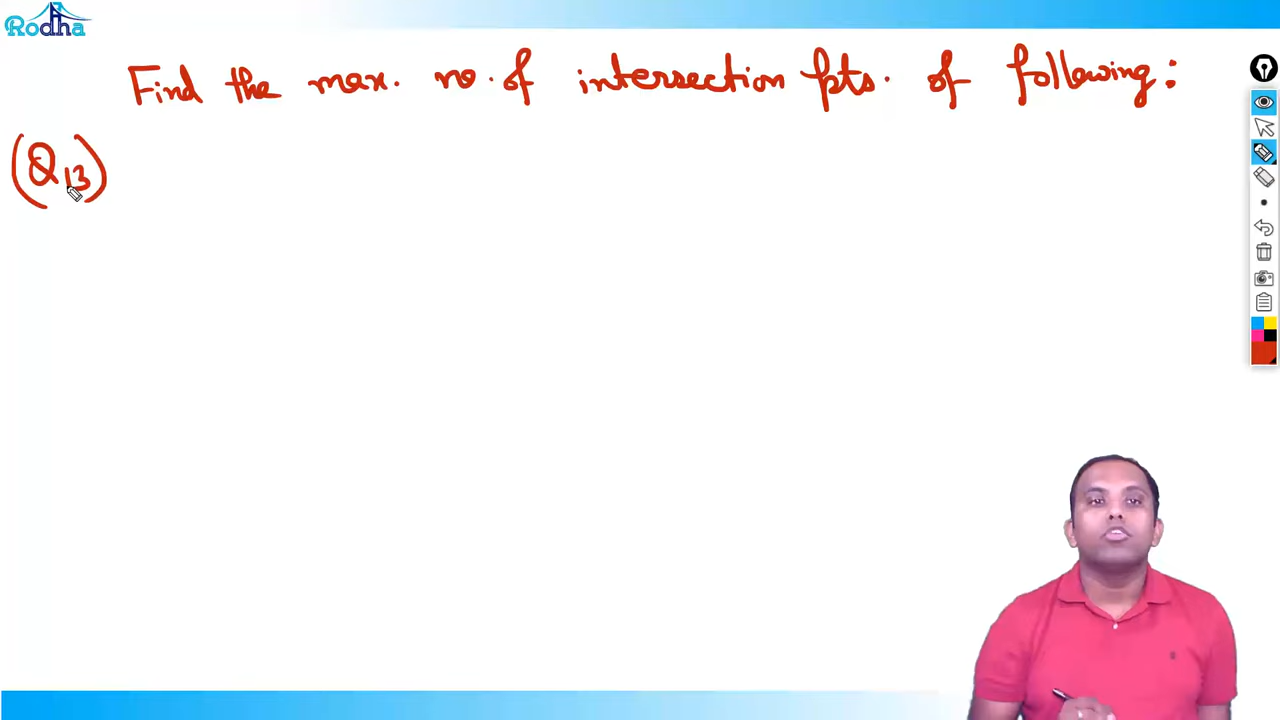 Rodha
Find the max. no. of intersection pts. of following:
(Q13)